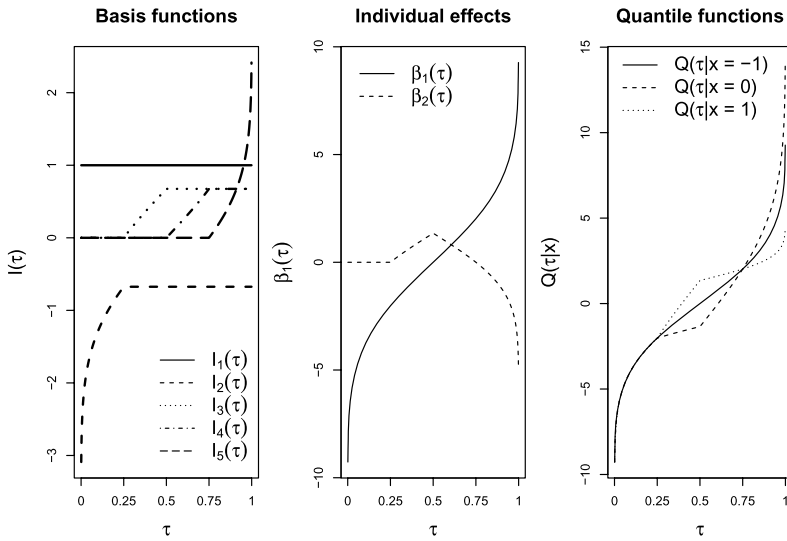 Basis functions
I(τ)
2
1
0
−1
−2
−3
I₁(τ)
I₂(τ)
I₃(τ)
I₄(τ)
I₅(τ)
0 0.25 0.5 0.75 1
τ
Individual effects
β₁(τ)
10
5
0
−5
−10
β₁(τ)
β₂(τ)
0 0.25 0.5 0.75 1
τ
Quantile functions
Q(τ|x)
15
10
5
0
−5
−10
Q(τ|x = −1)
Q(τ|x = 0)
Q(τ|x = 1)
0 0.25 0.5 0.75 1
τ